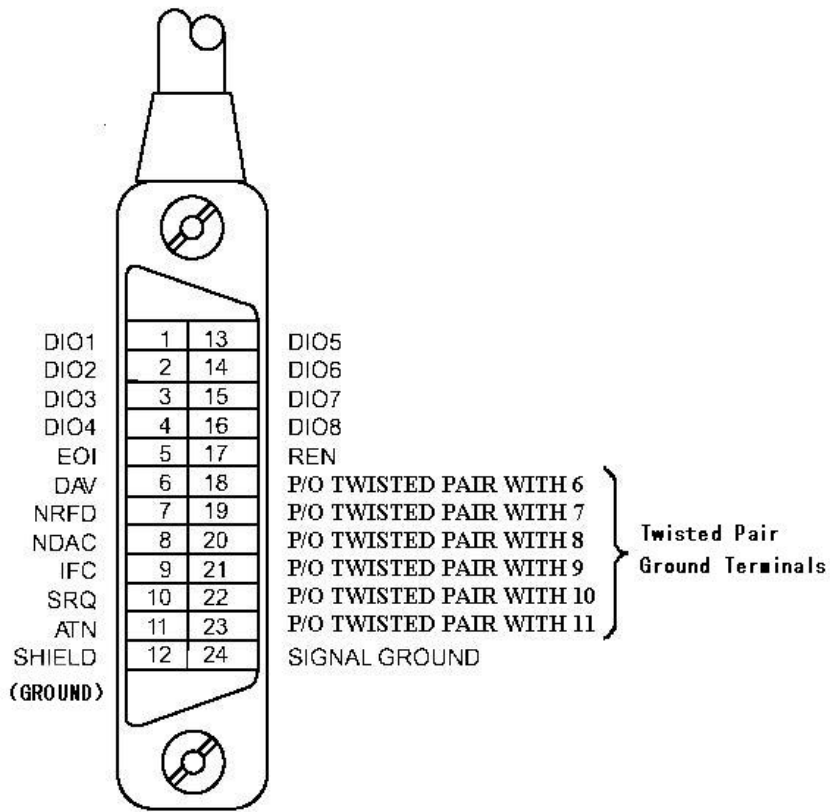 DIO1 1 13 DIO5
DIO2 2 14 DIO6
DIO3 3 15 DIO7
DIO4 4 16 DIO8
EOI 5 17 REN
DAV 6 18 P/O TWISTED PAIR WITH 6
NRFD 7 19 P/O TWISTED PAIR WITH 7
NDAC 8 20 P/O TWISTED PAIR WITH 8
IFC 9 21 P/O TWISTED PAIR WITH 9
SRQ 10 22 P/O TWISTED PAIR WITH 10
ATN 11 23 P/O TWISTED PAIR WITH 11
SHIELD 12 24 SIGNAL GROUND
(GROUND)
Twisted Pair
Ground Terminals